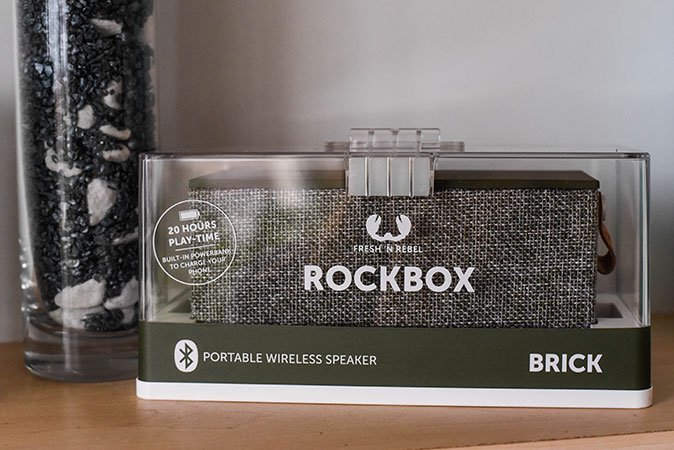 20 HOURS
PLAY-TIME
BUILT-IN POWERBANK
TO CHARGE YOUR
PHONE
FRESH 'N REBEL
ROCKBOX
PORTABLE WIRELESS SPEAKER
BRICK